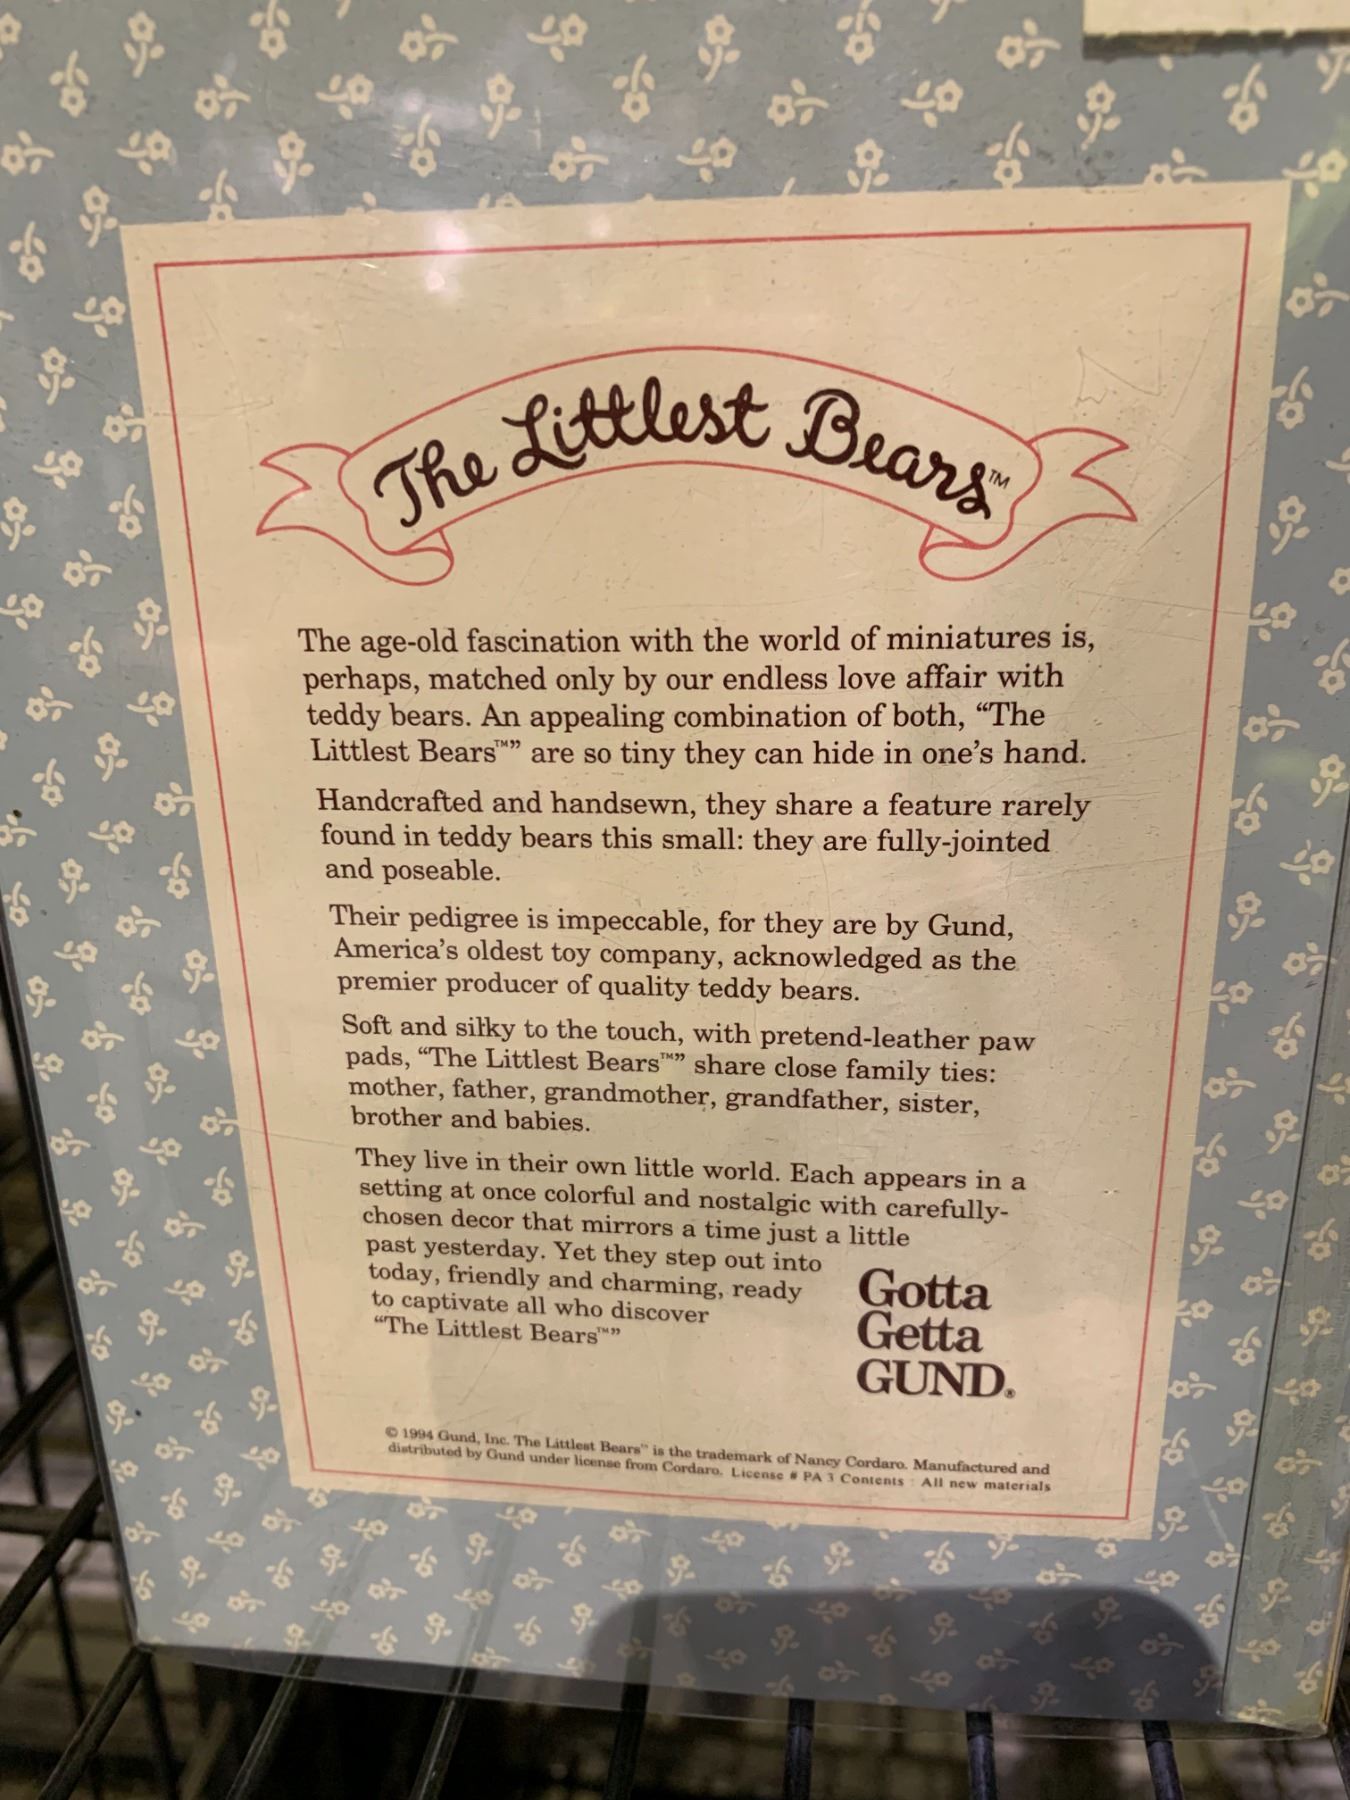 The Littlest Bears™
The age-old fascination with the world of miniatures is,
perhaps, matched only by our endless love affair with
teddy bears. An appealing combination of both, “The
Littlest Bears™” are so tiny they can hide in one’s hand.
Handcrafted and handsewn, they share a feature rarely
found in teddy bears this small: they are fully-jointed
and poseable.
Their pedigree is impeccable, for they are by Gund,
America’s oldest toy company, acknowledged as the
premier producer of quality teddy bears.
Soft and silky to the touch, with pretend-leather paw
pads, “The Littlest Bears™” share close family ties:
mother, father, grandmother, grandfather, sister,
brother and babies.
They live in their own little world. Each appears in a
setting at once colorful and nostalgic with carefully-
chosen decor that mirrors a time just a little
past yesterday. Yet they step out into
today, friendly and charming, ready
to captivate all who discover
“The Littlest Bears™”
Gotta
Getta
GUND®
© 1994 Gund, Inc. The Littlest Bears™ is the trademark of Nancy Cordaro. Manufactured and
distributed by Gund under license from Cordaro. License # PA 3 Contents : All new materials